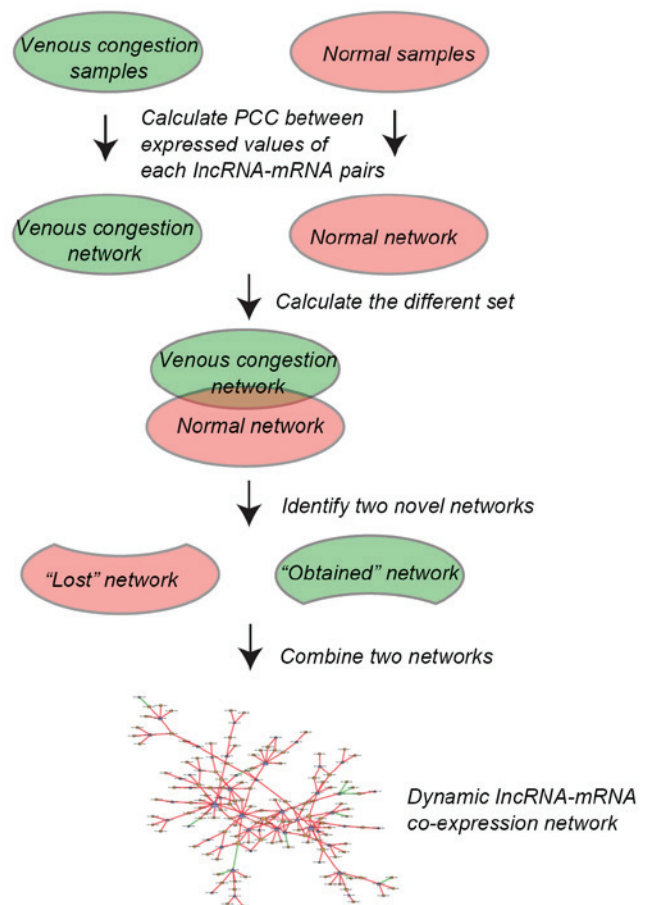 Venous congestion
samples
Normal samples
Calculate PCC between
expressed values of
each lncRNA-mRNA pairs
Venous congestion
network
Normal network
Calculate the different set
Venous congestion
network
Normal network
Identify two novel networks
“Lost” network
“Obtained” network
Combine two networks
Dynamic lncRNA-mRNA
co-expression network